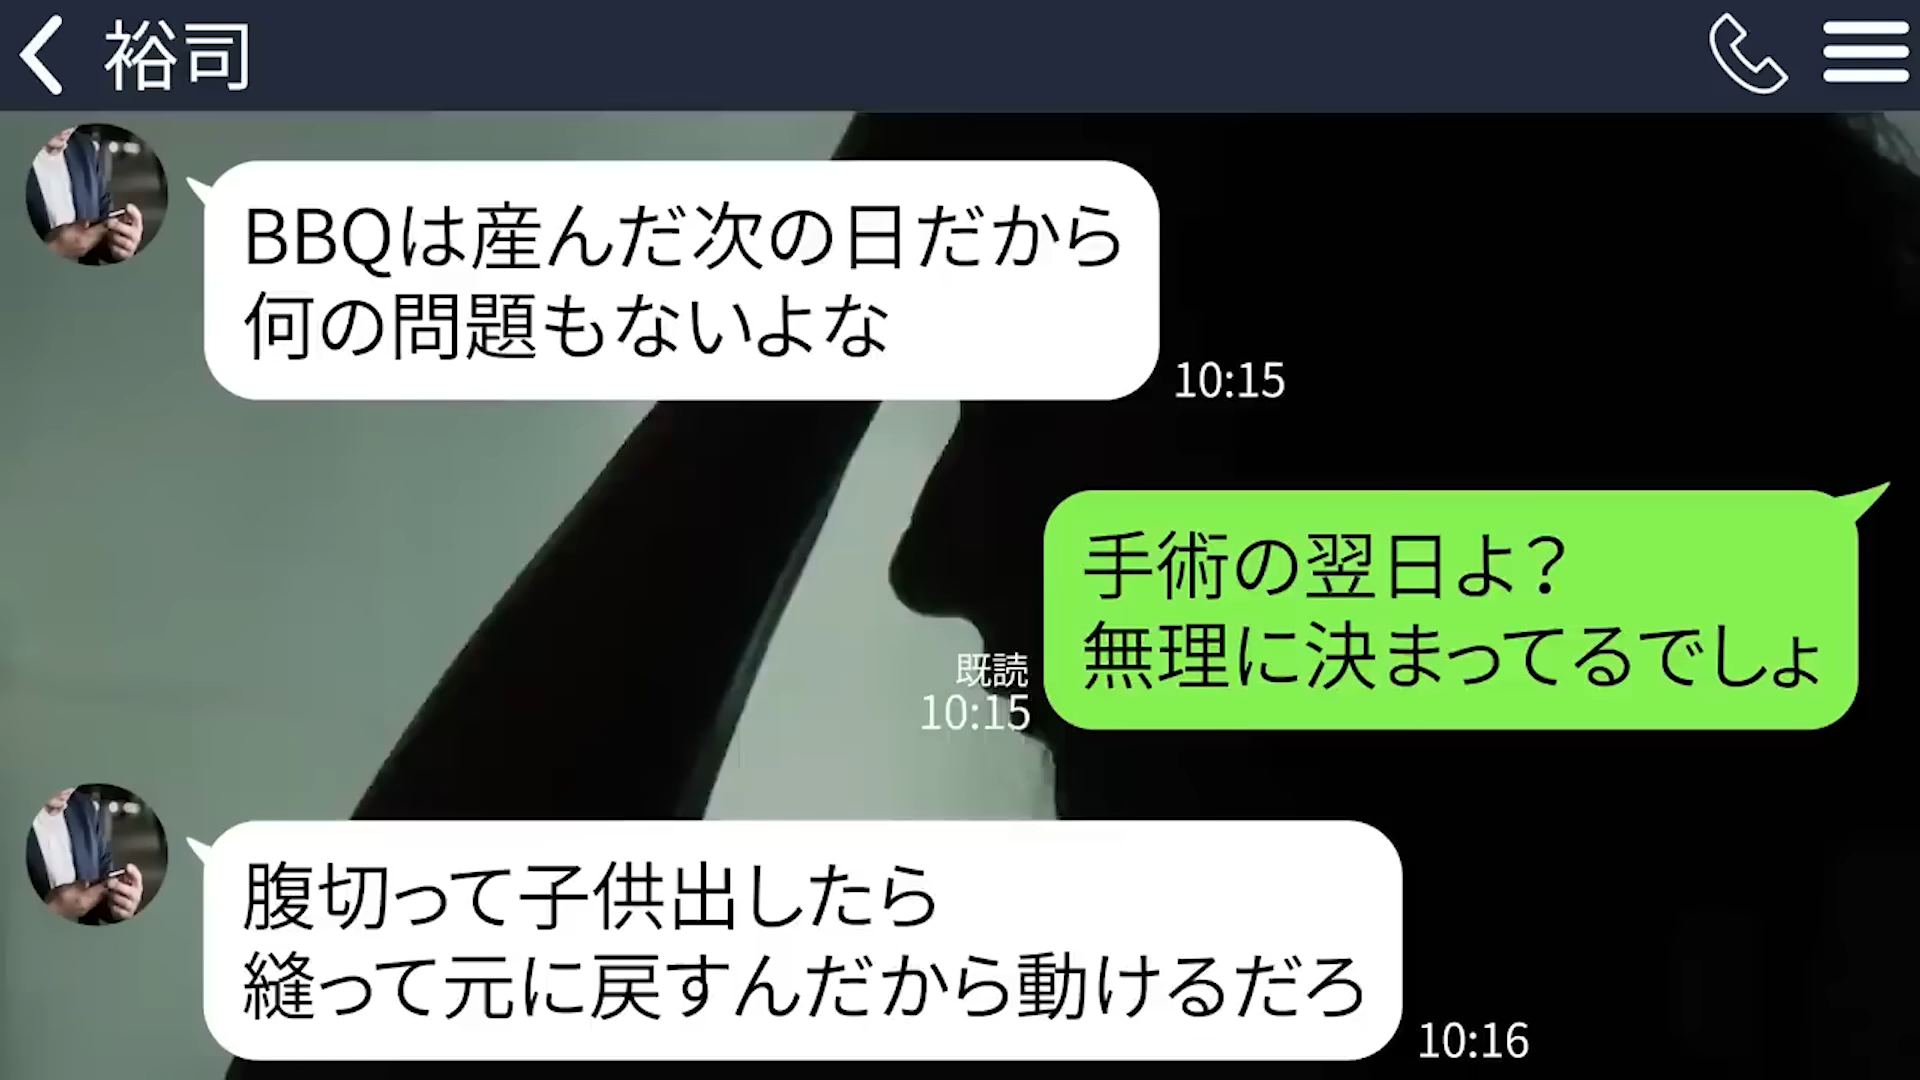 裕司
BBQは産んだ次の日だから
何の問題もないよな
10:15
手術の翌日よ？
無理に決まってるでしょ
既読
10:15
腹切って子供出したら
縫って元に戻すんだから動けるだろ
10:16